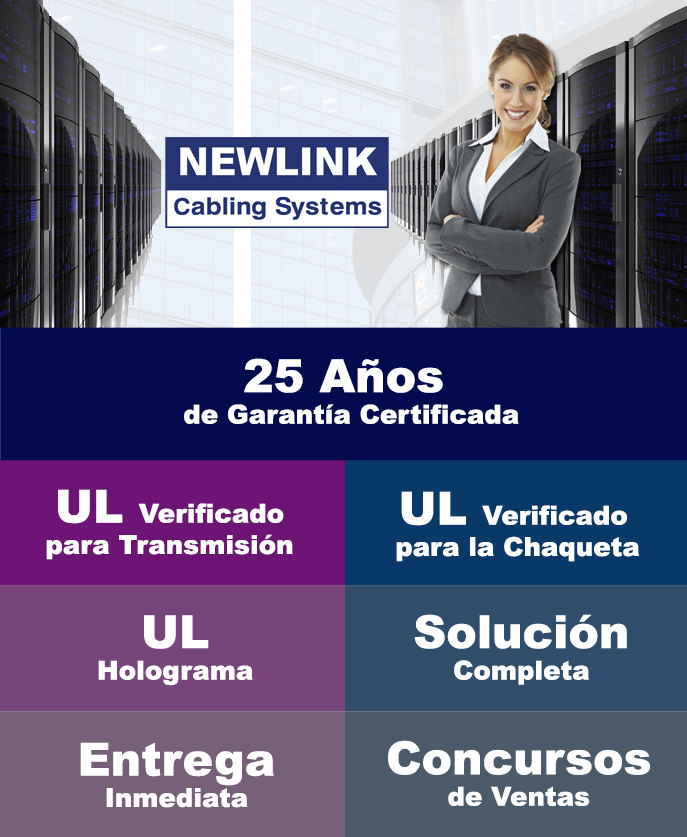 NEWLINK
Cabling Systems
25 Años
de Garantía Certificada
UL Verificado
para Transmisión
UL Verificado
para la Chaqueta
UL
Holograma
Solución
Completa
Entrega
Inmediata
Concursos
de Ventas